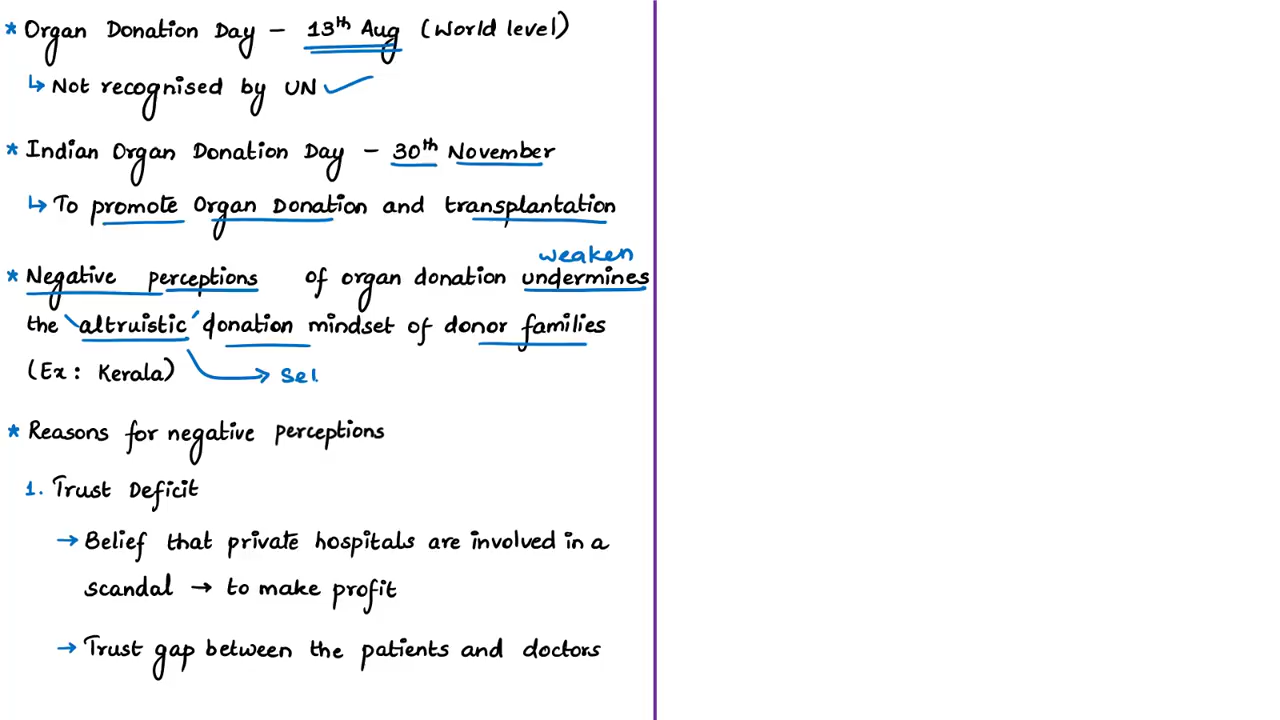 * Organ Donation Day – 13th Aug (World level)
↳ Not recognised by UN ✓
* Indian Organ Donation Day – 30th November
↳ To promote Organ Donation and transplantation
weaken
* Negative perceptions of organ donation undermines
the 'altruistic' donation mindset of donor families
(Ex: Kerala) → Sel
* Reasons for negative perceptions
1. Trust Deficit
→ Belief that private hospitals are involved in a
scandal → to make profit
→ Trust gap between the patients and doctors